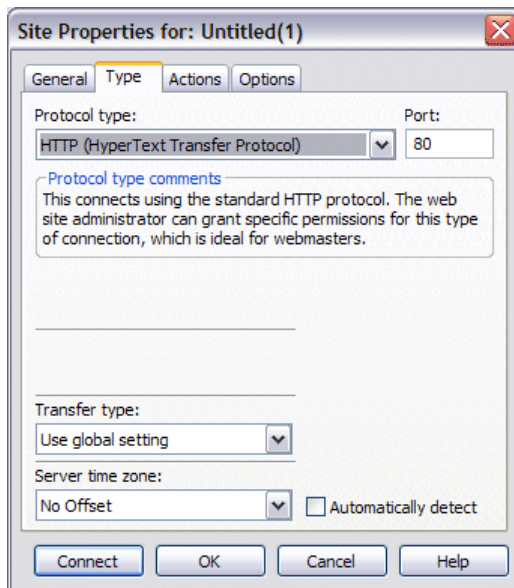 Site Properties for: Untitled(1)
General Type Actions Options
Protocol type: Port:
HTTP (HyperText Transfer Protocol) 80
Protocol type comments
This connects using the standard HTTP protocol. The web
site administrator can grant specific permissions for this type
of connection, which is ideal for webmasters.
Transfer type:
Use global setting
Server time zone:
No Offset Automatically detect
Connect OK Cancel Help